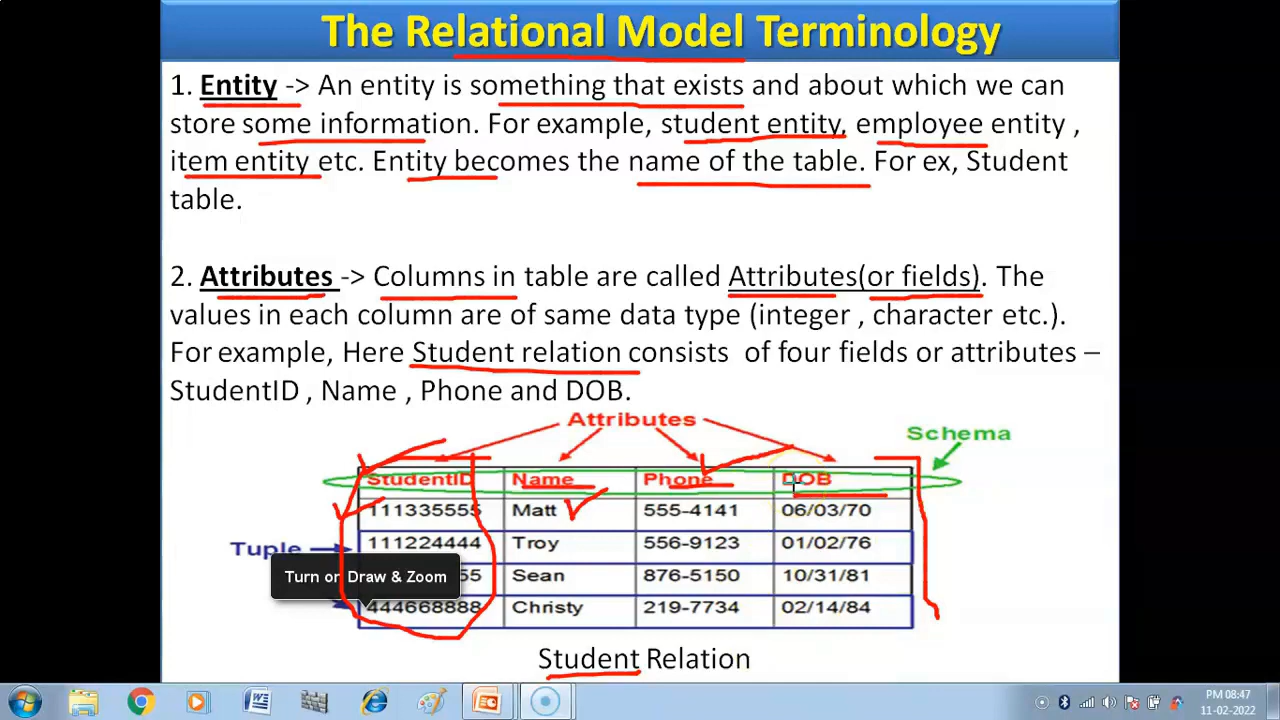 The Relational Model Terminology
1. Entity -> An entity is something that exists and about which we can
store some information. For example, student entity, employee entity ,
item entity etc. Entity becomes the name of the table. For ex, Student
table.
2. Attributes -> Columns in table are called Attributes(or fields). The
values in each column are of same data type (integer , character etc.).
For example, Here Student relation consists of four fields or attributes –
StudentID , Name , Phone and DOB.
Attributes
Schema
StudentID Name Phone DOB
111335555 Matt 555-4141 06/03/70
Tuple 111224444 Troy 556-9123 01/02/76
Turn on Draw & Zoom
Sean 876-5150 10/31/81
444668888 Christy 219-7734 02/14/84
Student Relation
PM 08:47
11-02-2022